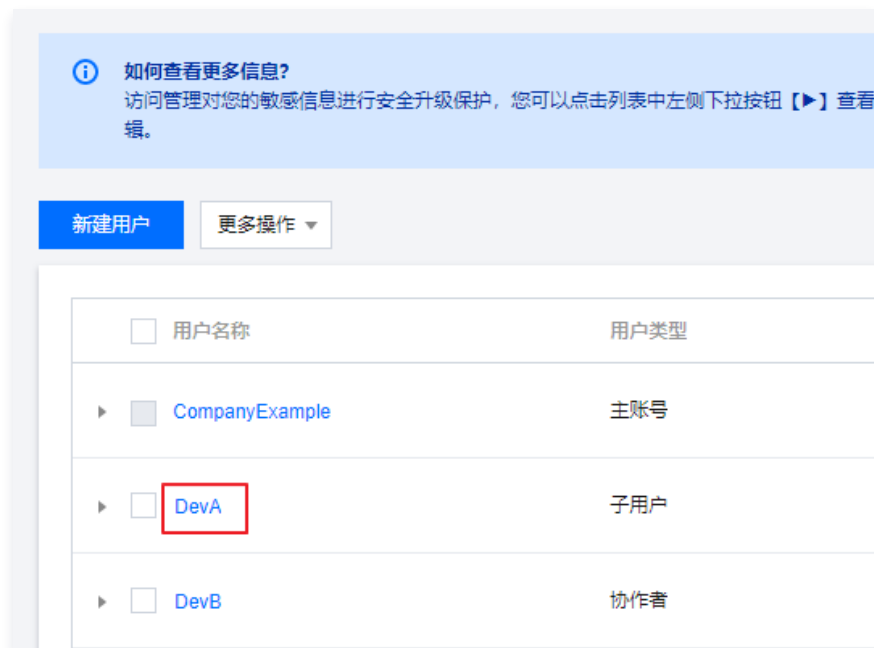 如何查看更多信息?
访问管理对您的敏感信息进行安全升级保护，您可以点击列表中左侧下拉按钮【▶】查看
辑。
新建用户 更多操作
用户名称 用户类型
CompanyExample 主账号
DevA 子用户
DevB 协作者